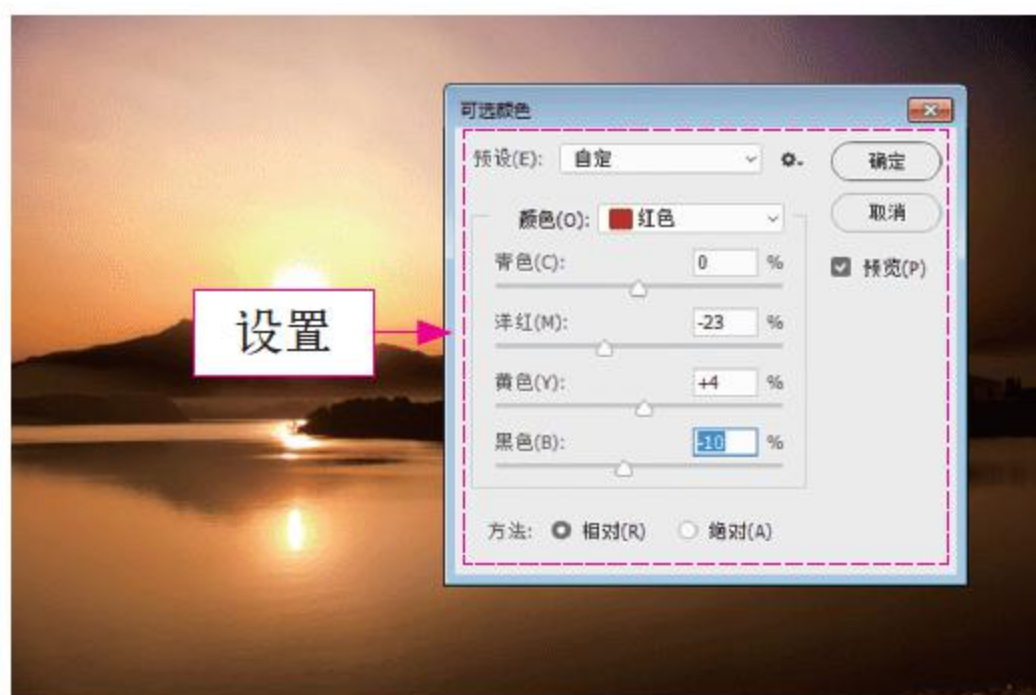 可选颜色
预设(E): 自定
确定
颜色(O): 红色
取消
青色(C): 0 %
预览(P)
设置
洋红(M): -23 %
黄色(Y): +4 %
黑色(B): -10 %
方法: 相对(R) 绝对(A)